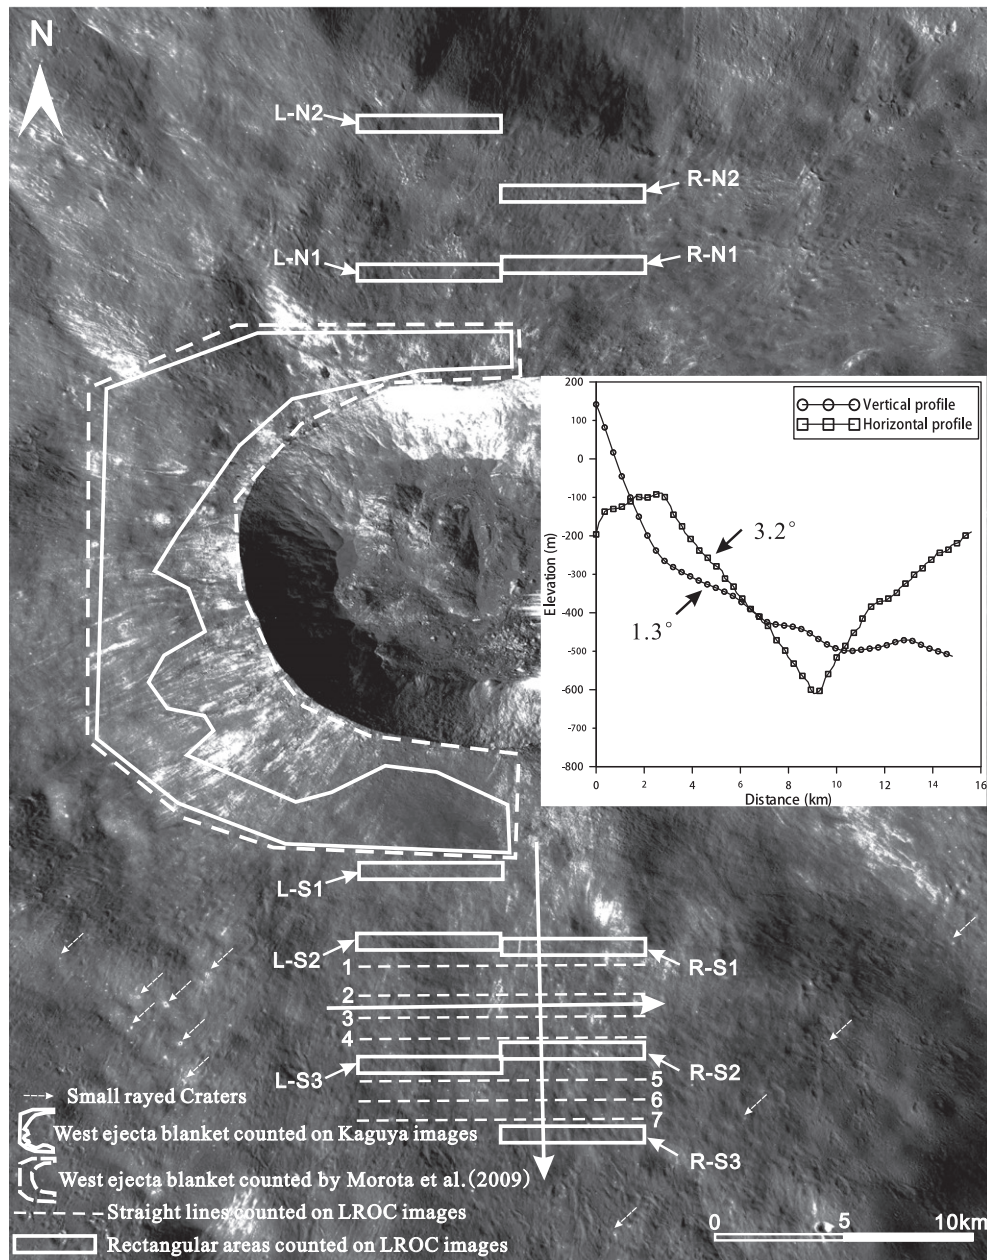 N
L-N2
R-N2
L-N1
R-N1
200
100
0
-100
-200
-300
-400
-500
-600
-700
-800
Elevation (m)
Vertical profile
Horizontal profile
3.2°
1.3°
0 2 4 6 8 10 12 14 16
Distance (km)
L-S1
L-S2
R-S1
1
2
3
4
L-S3
R-S2
5
6
7
R-S3
Small rayed Craters
West ejecta blanket counted on Kaguya images
West ejecta blanket counted by Morota et al.(2009)
Straight lines counted on LROC images
Rectangular areas counted on LROC images
0 5 10km